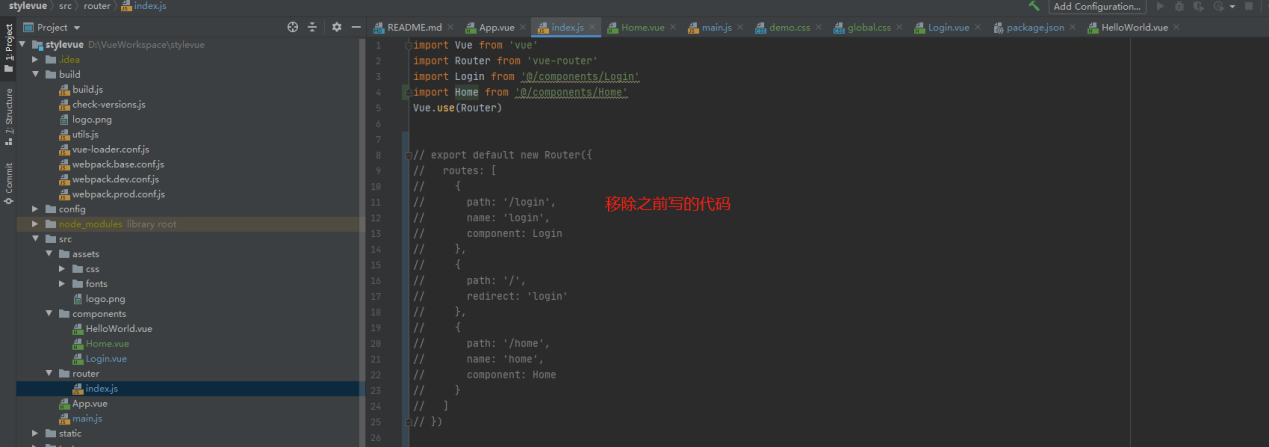 stylevue src router index.js
Add Configuration...
Project
README.md App.vue index.js Home.vue main.js demo.css global.css Login.vue package.json HelloWorld.vue
1: Project
7: Structure
Commit
stylevue D:\VueWorkspace\stylevue
.idea
build
build.js
check-versions.js
logo.png
utils.js
vue-loader.conf.js
webpack.base.conf.js
webpack.dev.conf.js
webpack.prod.conf.js
config
node_modules library root
src
assets
css
fonts
logo.png
components
HelloWorld.vue
Home.vue
Login.vue
router
index.js
App.vue
main.js
static
1 import Vue from 'vue'
2 import Router from 'vue-router'
3 import Login from '@/components/Login'
4 import Home from '@/components/Home'
5 Vue.use(Router)
6
7
8 // export default new Router({
9 // routes: [
10 // {
11 // path: '/login',
12 // name: 'login',
13 // component: Login
14 // },
15 // {
16 // path: '/',
17 // redirect: 'login'
18 // },
19 // {
20 // path: '/home',
21 // name: 'home',
22 // component: Home
23 // }
24 // ]
25 // })
26
移除之前写的代码